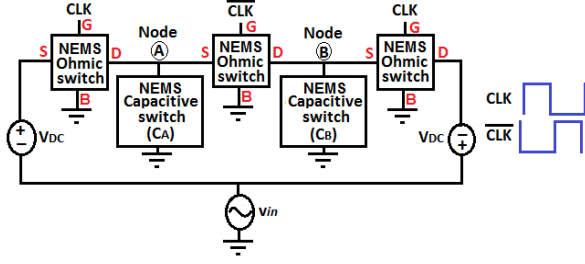 CLK
G
S
NEMS
Ohmic
switch
D
B
Node
A
NEMS
Capacitive
switch
(CA)
CLK
G
S
NEMS
Ohmic
switch
D
B
Node
B
NEMS
Capacitive
switch
(CB)
CLK
G
S
NEMS
Ohmic
switch
D
B
+
−
VDC
VDC
−
+
vin
CLK
CLK